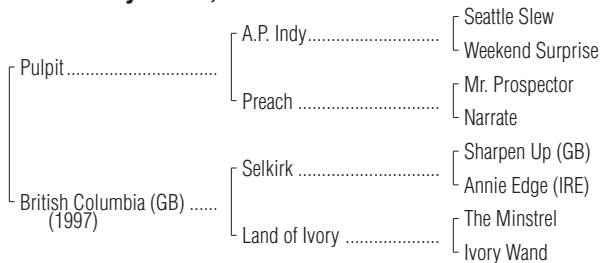 Seattle Slew
A.P. Indy
Weekend Surprise
Pulpit
Mr. Prospector
Preach
Narrate
Sharpen Up (GB)
Selkirk
Annie Edge (IRE)
British Columbia (GB)
(1997)
The Minstrel
Land of Ivory
Ivory Wand